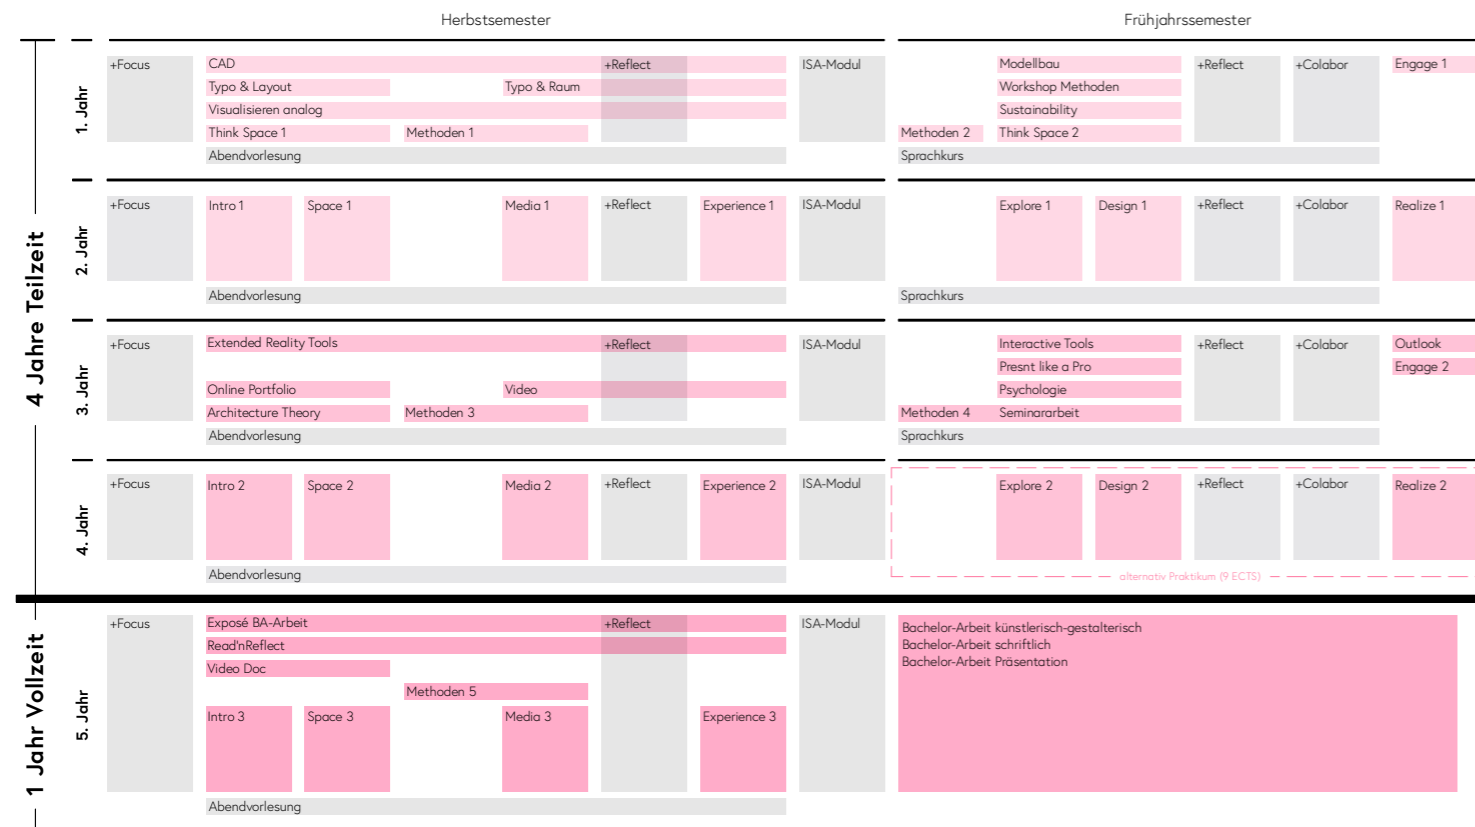 Herbstsemester
Frühjahrssemester
4 Jahre Teilzeit
1. Jahr
+Focus
CAD
+Reflect
ISA-Modul
Modellbau
+Reflect
+Colabor
Engage 1
Typo & Layout
Typo & Raum
Workshop Methoden
Visualisieren analog
Sustainability
Think Space 1
Methoden 1
Methoden 2
Think Space 2
Abendvorlesung
Sprachkurs
2. Jahr
+Focus
Intro 1
Space 1
Media 1
+Reflect
Experience 1
ISA-Modul
Explore 1
Design 1
+Reflect
+Colabor
Realize 1
Abendvorlesung
Sprachkurs
3. Jahr
+Focus
Extended Reality Tools
+Reflect
ISA-Modul
Interactive Tools
+Reflect
+Colabor
Outlook
Presnt like a Pro
Engage 2
Online Portfolio
Video
Psychologie
Architecture Theory
Methoden 3
Methoden 4
Seminararbeit
Abendvorlesung
Sprachkurs
4. Jahr
+Focus
Intro 2
Space 2
Media 2
+Reflect
Experience 2
ISA-Modul
Explore 2
Design 2
+Reflect
+Colabor
Realize 2
Abendvorlesung
alternativ Praktikum (9 ECTS)
1 Jahr Vollzeit
5. Jahr
+Focus
Exposé BA-Arbeit
+Reflect
ISA-Modul
Bachelor-Arbeit künstlerisch-gestalterisch
Read'nReflect
Bachelor-Arbeit schriftlich
Video Doc
Bachelor-Arbeit Präsentation
Methoden 5
Intro 3
Space 3
Media 3
Experience 3
Abendvorlesung